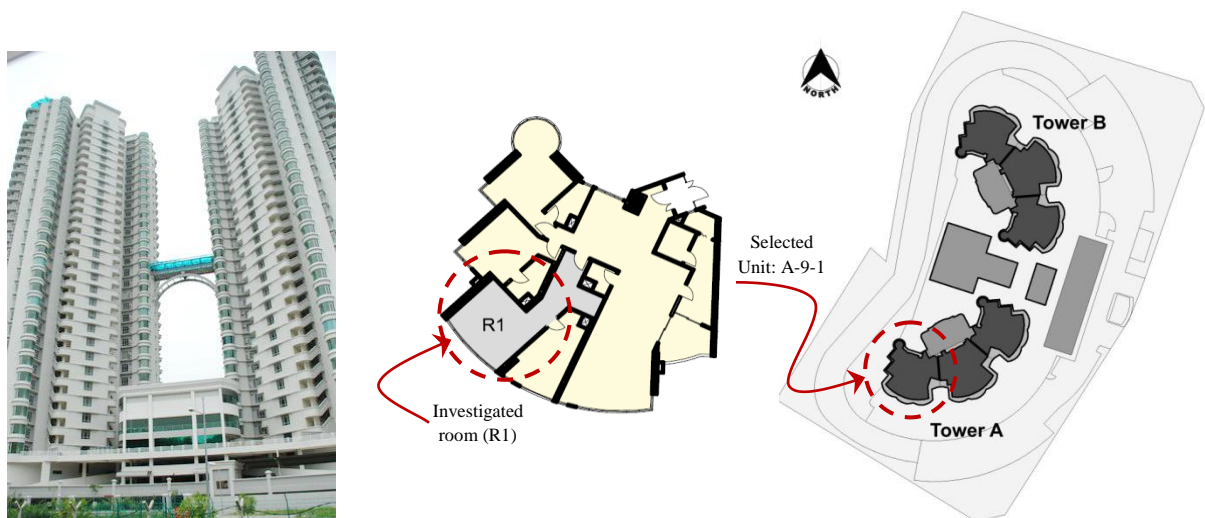 NORTH
Tower B
Selected
Unit: A-9-1
R1
Investigated
room (R1)
Tower A